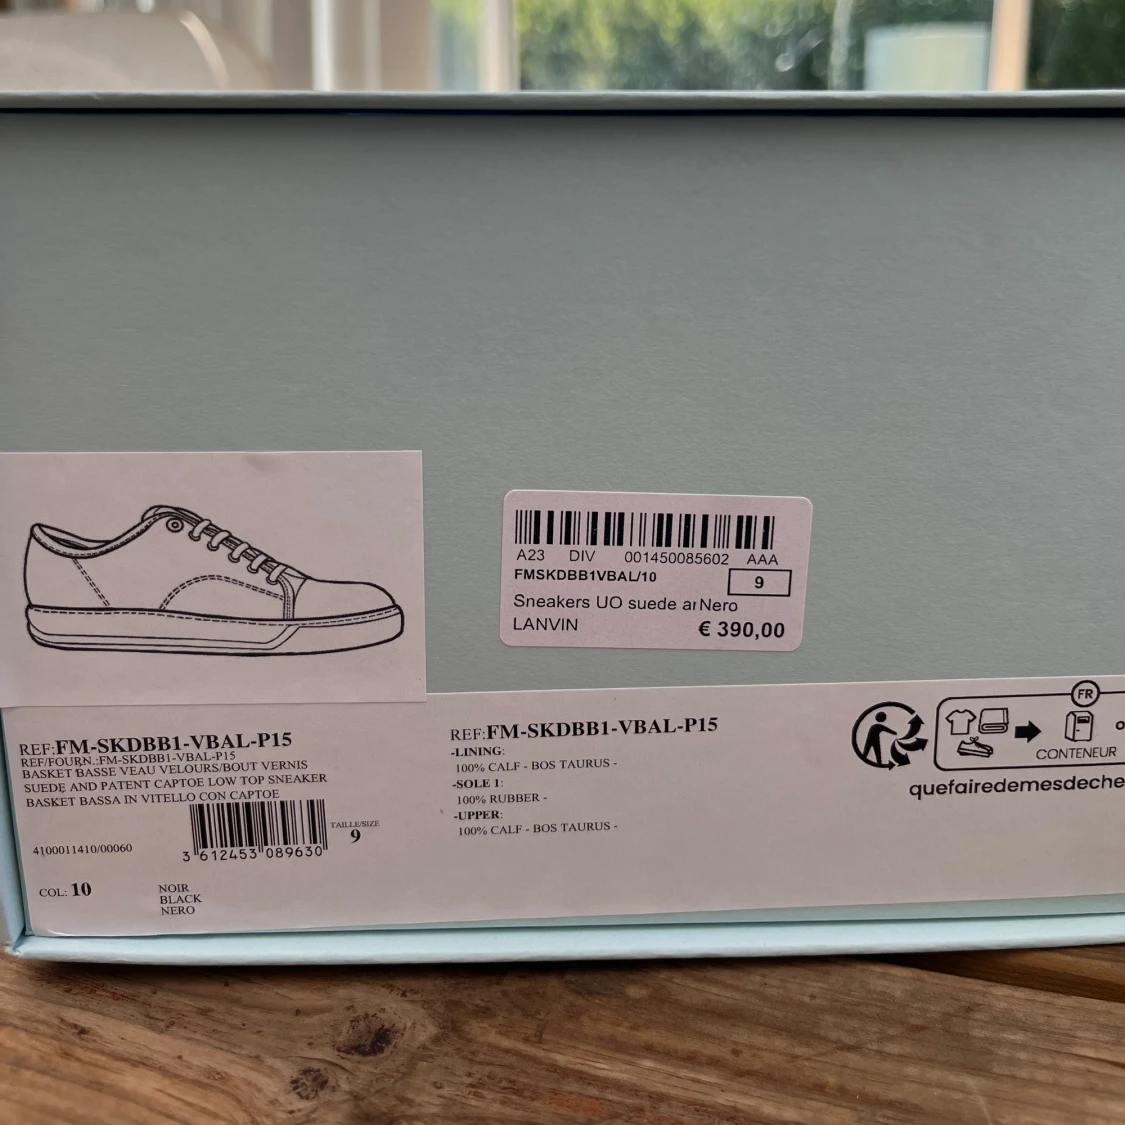 A23 DIV 001450085602 AAA
FMSKDBB1VBAL/10 9
Sneakers UO suede ar Nero
LANVIN € 390,00
REF:FM-SKDBB1-VBAL-P15
REF/FOURN.:FM-SKDBB1-VBAL-P15
BASKET BASSE VEAU VELOURS/BOUT VERNIS
SUEDE AND PATENT CAPTOE LOW TOP SNEAKER
BASKET BASSA IN VITELLO CON CAPTOE
TAILLE/SIZE
9
4100011410/00060
3 612453 089630
COL: 10
NOIR
BLACK
NERO
REF:FM-SKDBB1-VBAL-P15
-LINING:
100% CALF - BOS TAURUS -
-SOLE 1:
100% RUBBER -
-UPPER:
100% CALF - BOS TAURUS -
FR
CONTENEUR
quefairedemesdeche